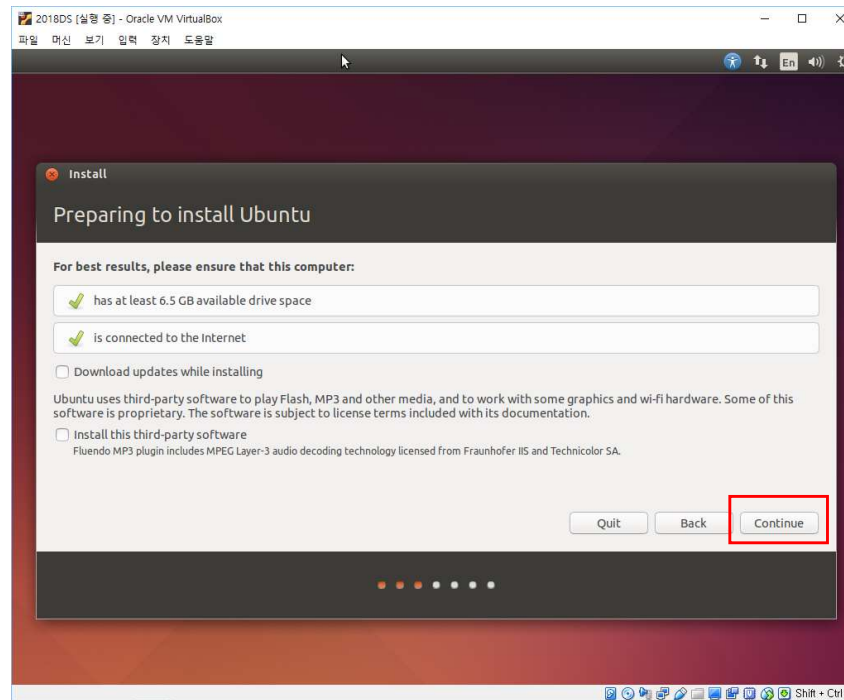 2018DS [실행 중] - Oracle VM VirtualBox
파일 머신 보기 입력 장치 도움말
En
Install
Preparing to install Ubuntu
For best results, please ensure that this computer:
has at least 6.5 GB available drive space
is connected to the Internet
Download updates while installing
Ubuntu uses third-party software to play Flash, MP3 and other media, and to work with some graphics and wi-fi hardware. Some of this
software is proprietary. The software is subject to license terms included with its documentation.
Install this third-party software
Fluendo MP3 plugin includes MPEG Layer-3 audio decoding technology licensed from Fraunhofer IIS and Technicolor SA.
Quit Back Continue
Shift + Ctrl